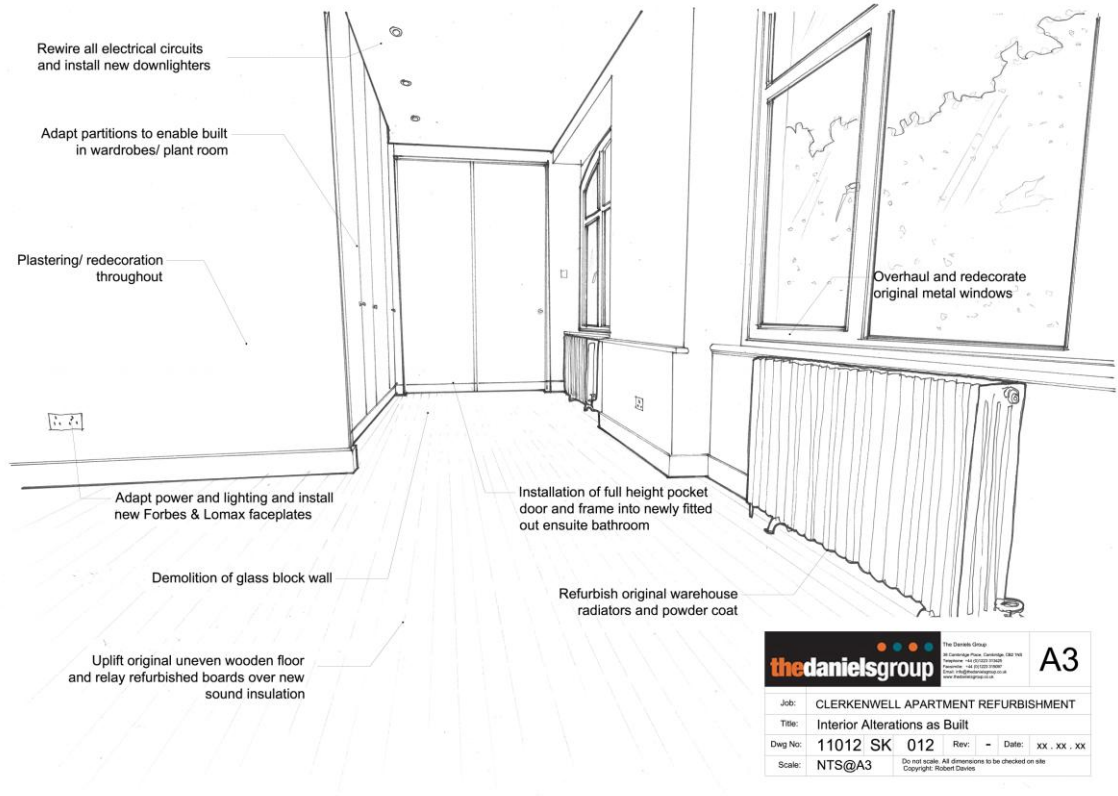 Rewire all electrical circuits
and install new downlighters
Adapt partitions to enable built
in wardrobes/ plant room
Plastering/ redecoration
throughout
Overhaul and redecorate
original metal windows
Adapt power and lighting and install
new Forbes & Lomax faceplates
Installation of full height pocket
door and frame into newly fitted
out ensuite bathroom
Demolition of glass block wall
Refurbish original warehouse
radiators and powder coat
Uplift original uneven wooden floor
and relay refurbished boards over new
sound insulation
thedanielsgroup
The Daniels Group
A3
Job: CLERKENWELL APARTMENT REFURBISHMENT
Title: Interior Alterations as Built
Dwg No: 11012 SK 012 Rev: - Date: xx . xx . xx
Scale: NTS@A3
Do not scale. All dimensions to be checked on site
Copyright: Robert Davies